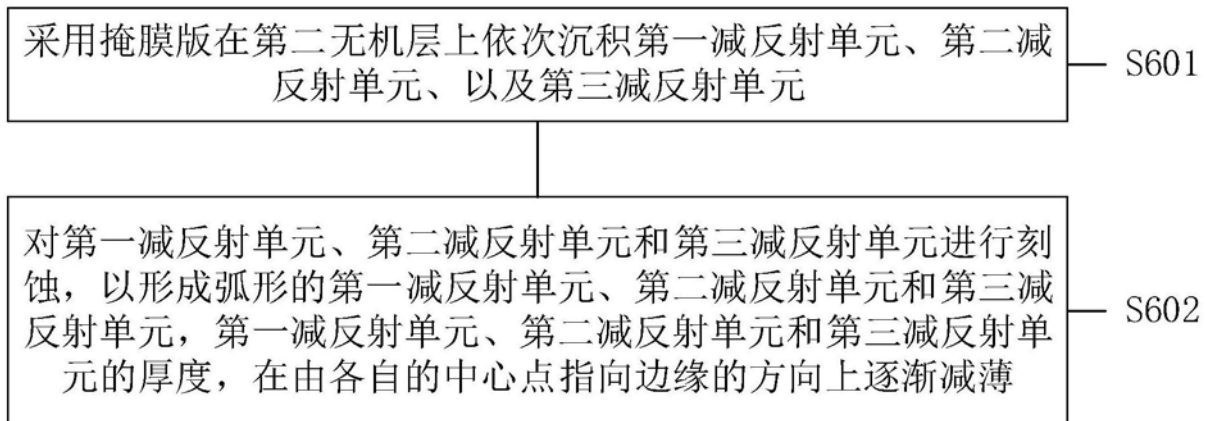 采用掩膜版在第二无机层上依次沉积第一减反射单元、第二减
反射单元、以及第三减反射单元
S601
对第一减反射单元、第二减反射单元和第三减反射单元进行刻
蚀，以形成弧形的第一减反射单元、第二减反射单元和第三减
反射单元，第一减反射单元、第二减反射单元和第三减反射单
元的厚度，在由各自的中心点指向边缘的方向上逐渐减薄
S602